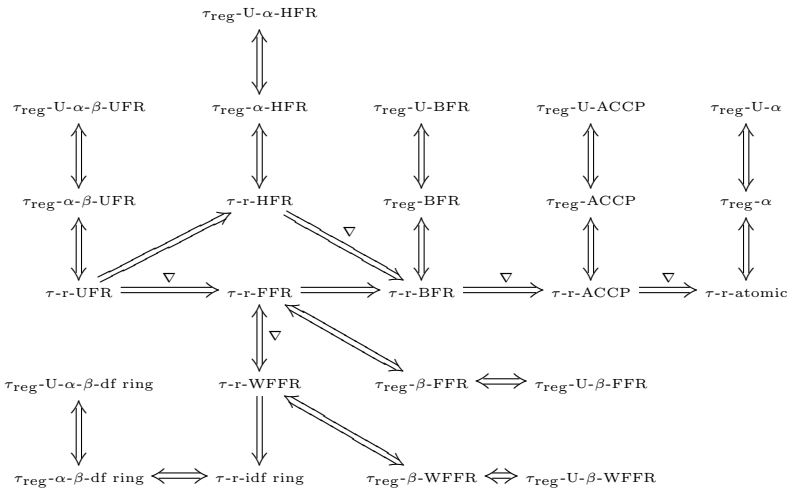 τreg-U-α-HFR
τreg-U-α-β-UFR τreg-α-HFR τreg-U-BFR τreg-U-ACCP τreg-U-α
τreg-α-β-UFR τ-r-HFR τreg-BFR τreg-ACCP τreg-α
∇
∇ ∇ ∇
τ-r-UFR τ-r-FFR τ-r-BFR τ-r-ACCP τ-r-atomic
∇
τreg-U-α-β-df ring τ-r-WFFR τreg-β-FFR τreg-U-β-FFR
τreg-α-β-df ring τ-r-idf ring τreg-β-WFFR τreg-U-β-WFFR